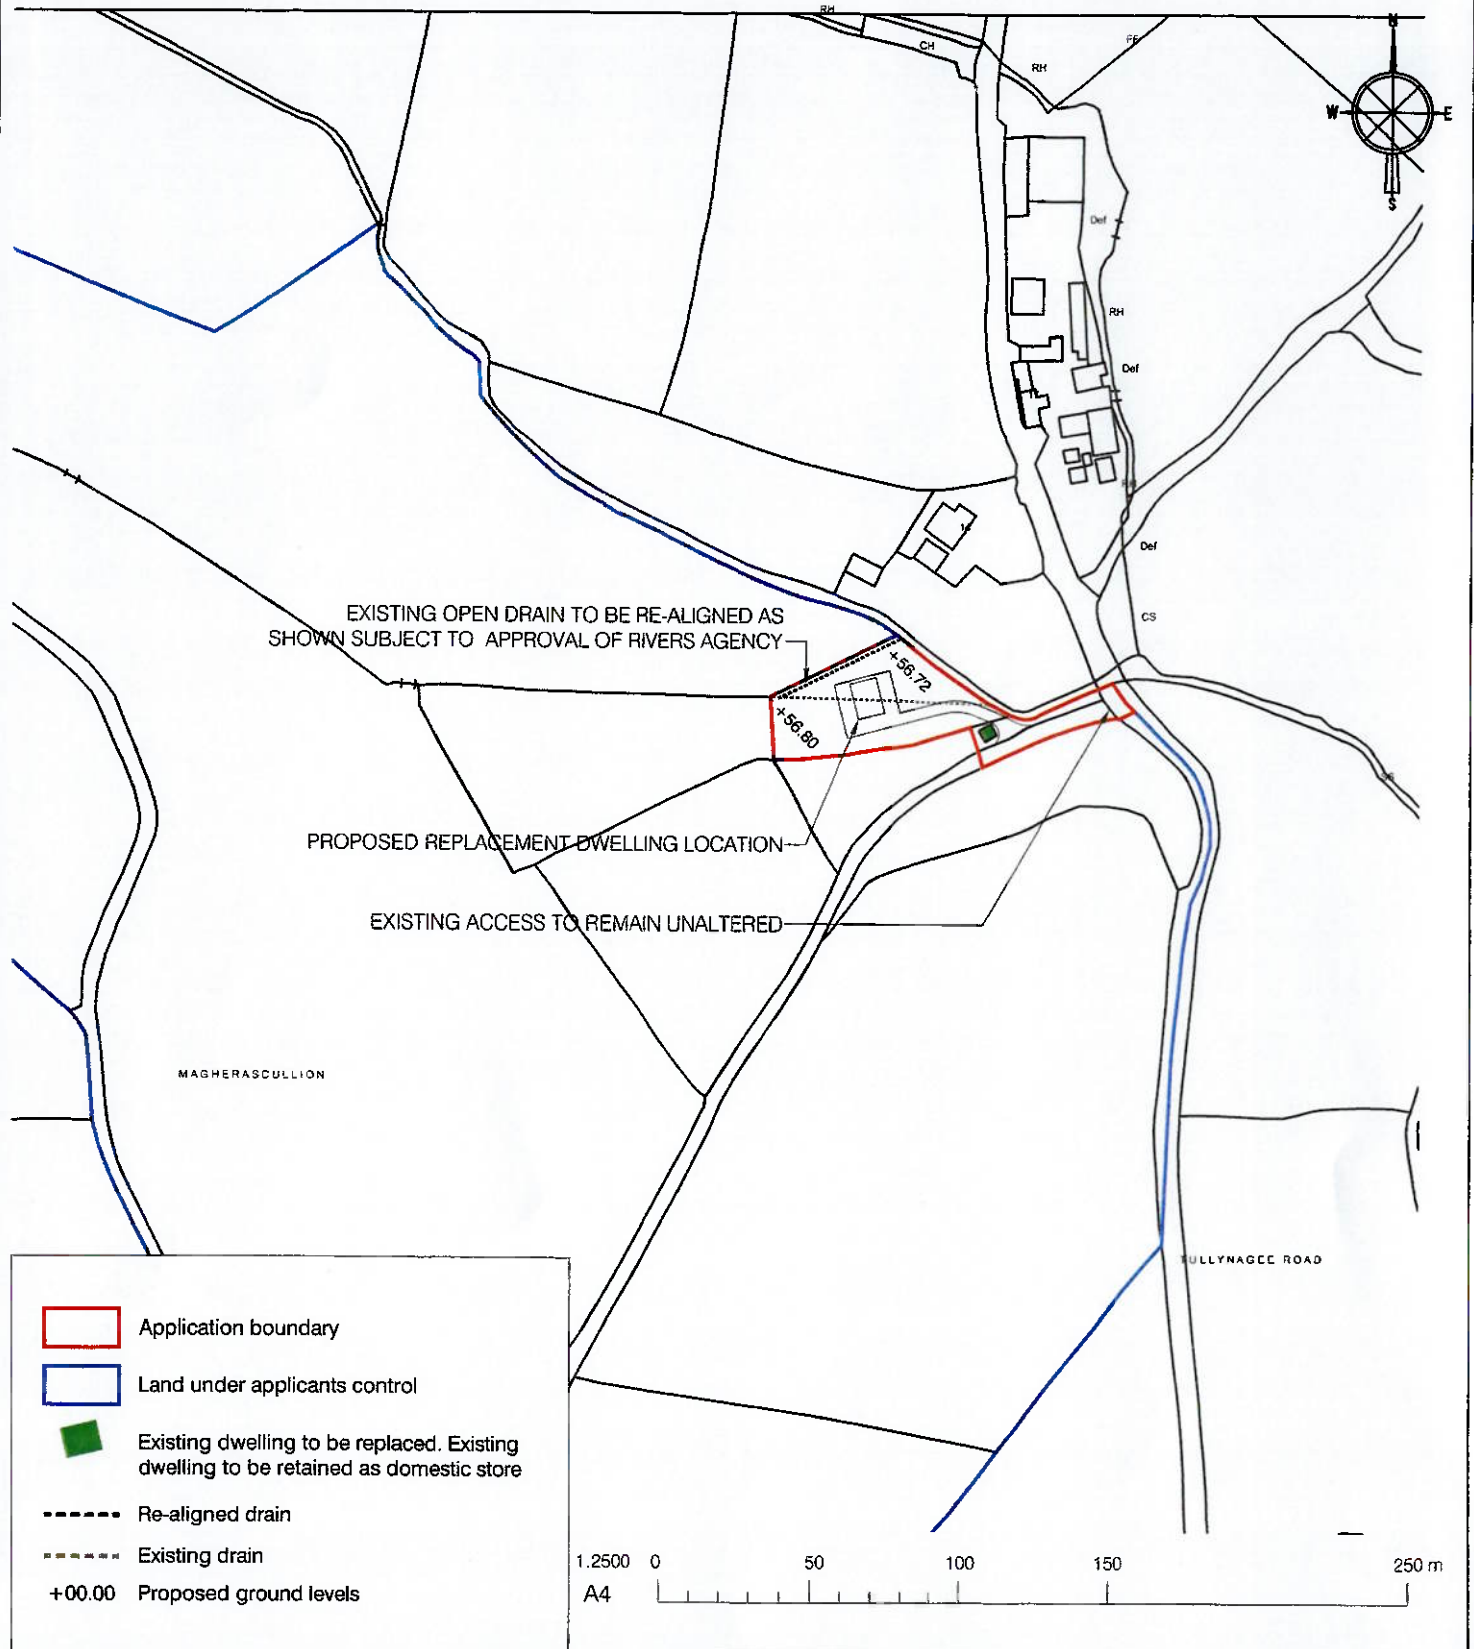 RH
CH
FF
RH
N
W
E
S
Def
RH
Def
11
14
Def
CS
EXISTING OPEN DRAIN TO BE RE-ALIGNED AS
SHOWN SUBJECT TO APPROVAL OF RIVERS AGENCY
+56.72
+56.80
PROPOSED REPLACEMENT DWELLING LOCATION
EXISTING ACCESS TO REMAIN UNALTERED
MAGHERASCULLION
TULLYNAGEE ROAD
Application boundary
Land under applicants control
Existing dwelling to be replaced. Existing
dwelling to be retained as domestic store
Re-aligned drain
Existing drain
+00.00 Proposed ground levels
1.2500 0 50 100 150 250 m
A4